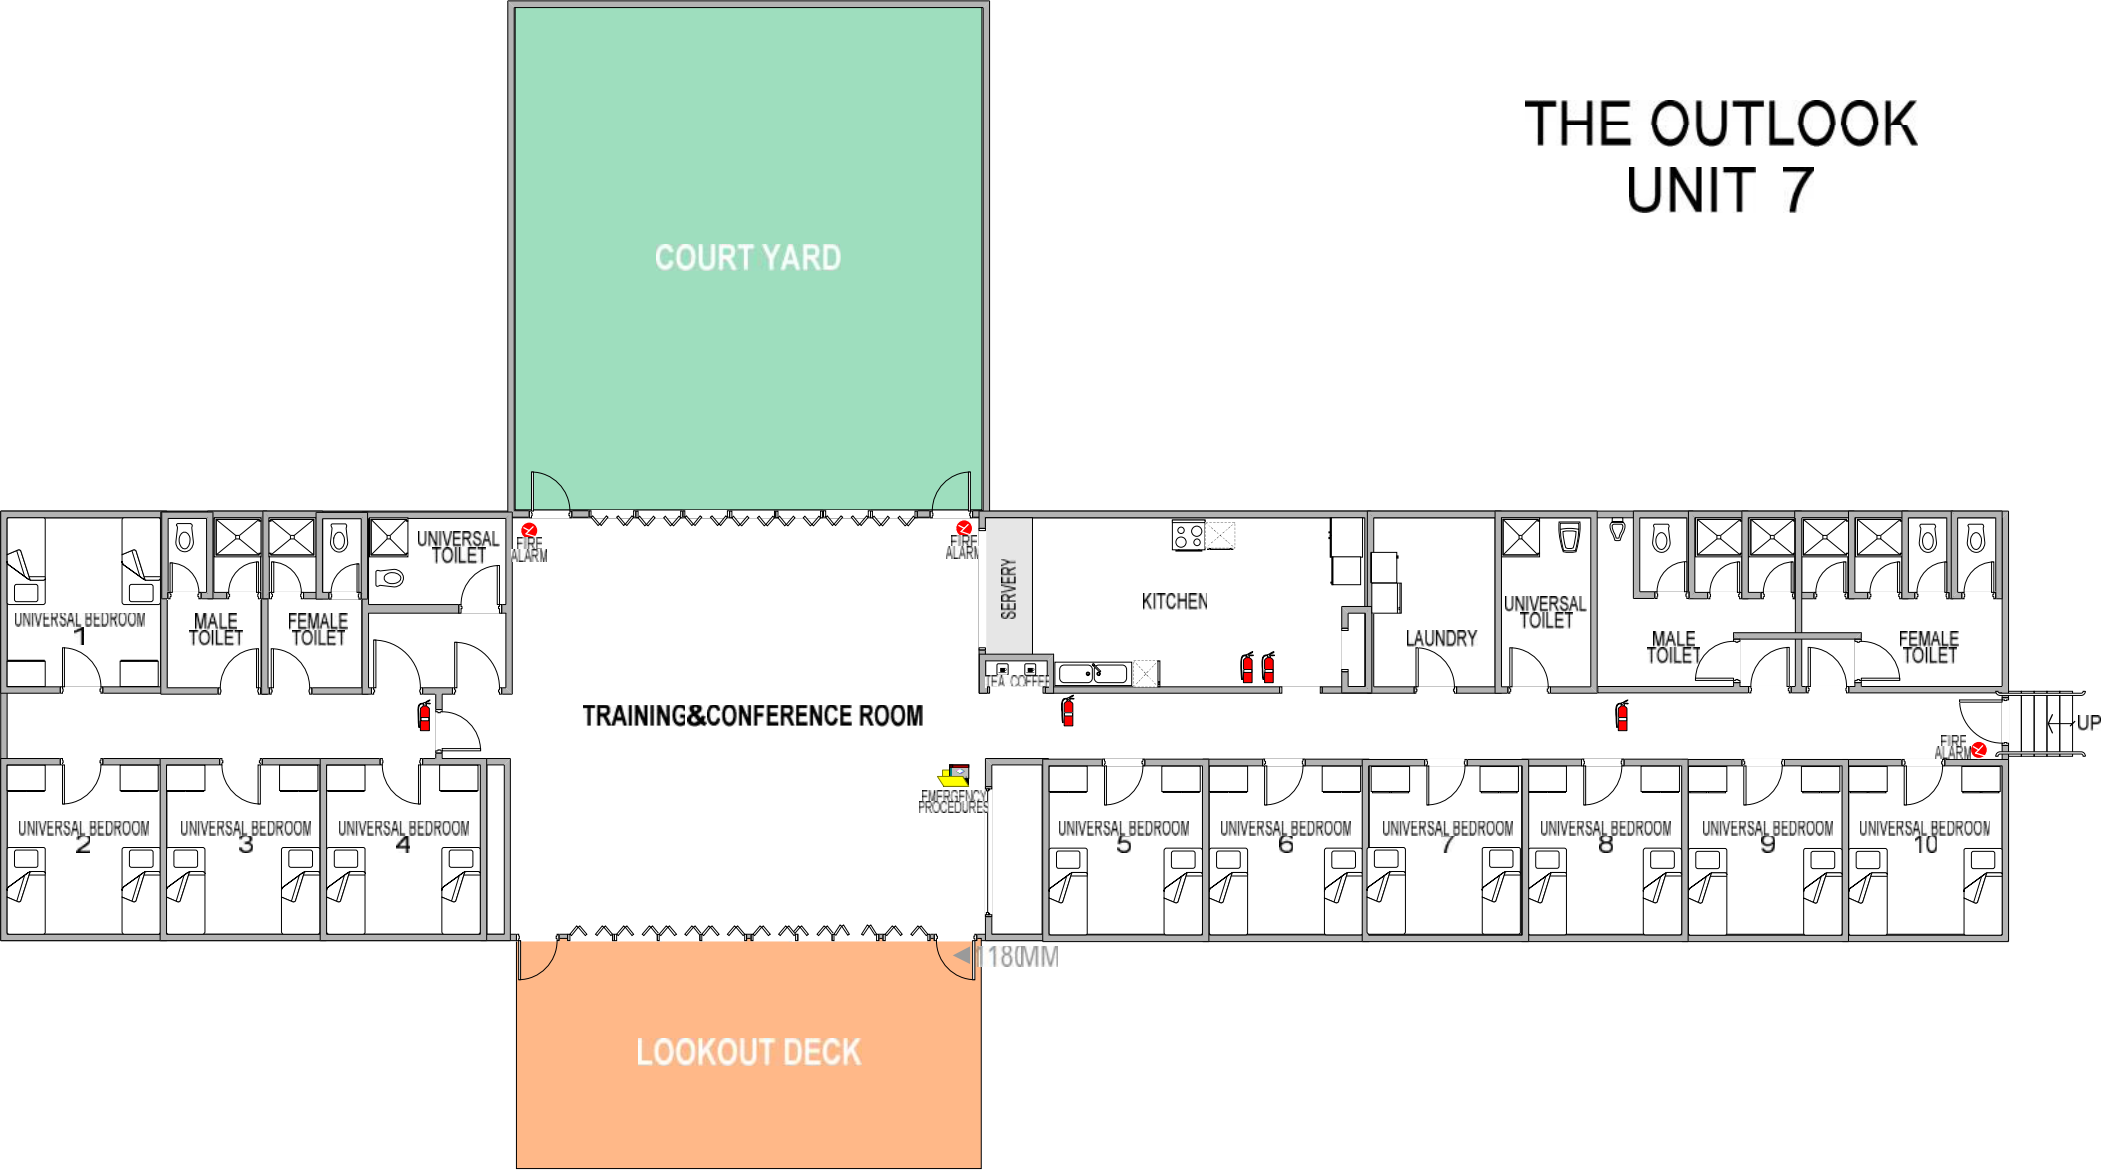 THE OUTLOOK
UNIT 7
COURT YARD
FIRE
ALARM
FIRE
ALARM
UNIVERSAL
TOILET
SERVERY
KITCHEN
UNIVERSAL BEDROOM
1
MALE
TOILET
FEMALE
TOILET
UNIVERSAL
TOILET
LAUNDRY
MALE
TOILET
FEMALE
TOILET
TEA COFFEE
TRAINING&CONFERENCE ROOM
UP
FIRE
ALARM
EMERGENCY
PROCEDURES
UNIVERSAL BEDROOM
2
UNIVERSAL BEDROOM
3
UNIVERSAL BEDROOM
4
UNIVERSAL BEDROOM
5
UNIVERSAL BEDROOM
6
UNIVERSAL BEDROOM
7
UNIVERSAL BEDROOM
8
UNIVERSAL BEDROOM
9
UNIVERSAL BEDROOM
10
1180MM
LOOKOUT DECK